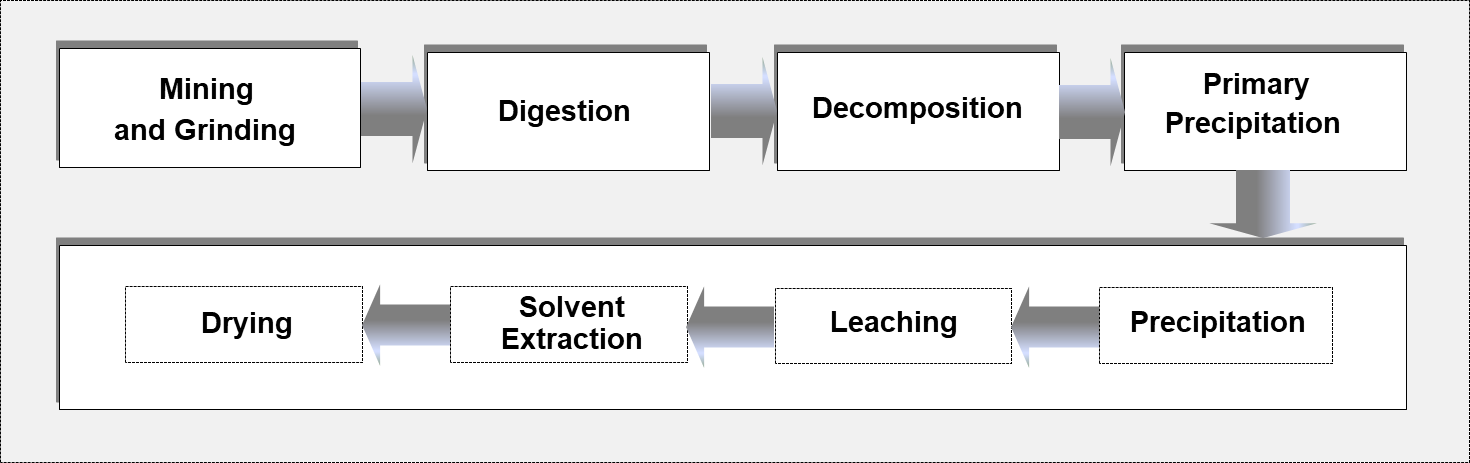 Mining
and Grinding
Digestion
Decomposition
Primary
Precipitation
Precipitation
Leaching
Solvent
Extraction
Drying